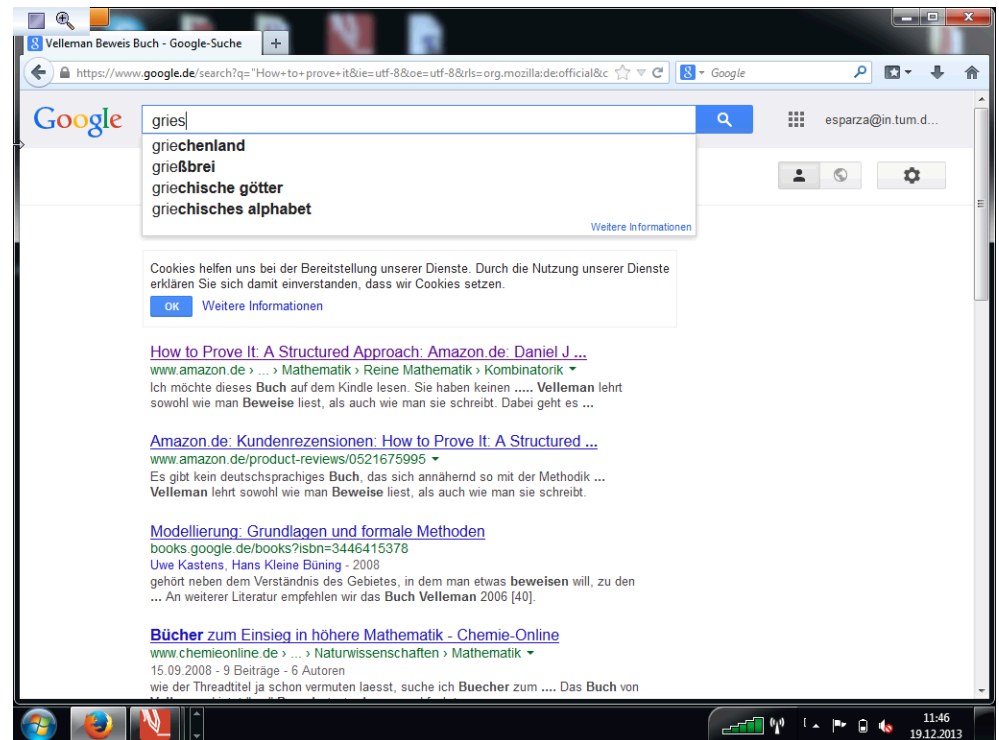 Velleman Beweis Buch - Google-Suche
https://www.google.de/search?q="How+to+prove+it&ie=utf-8&oe=utf-8&rls=org.mozilla:de:official&c
Google
Google
gries
esparza@in.tum.d...
griechenland
grießbrei
griechische götter
griechisches alphabet
Weitere Informationen
Cookies helfen uns bei der Bereitstellung unserer Dienste. Durch die Nutzung unserer Dienste
erklären Sie sich damit einverstanden, dass wir Cookies setzen.
OK Weitere Informationen
How to Prove It: A Structured Approach: Amazon.de: Daniel J ...
www.amazon.de › ... › Mathematik › Reine Mathematik › Kombinatorik
Ich möchte dieses Buch auf dem Kindle lesen. Sie haben keinen ..... Velleman lehrt
sowohl wie man Beweise liest, als auch wie man sie schreibt. Dabei geht es ...
Amazon.de: Kundenrezensionen: How to Prove It: A Structured ...
www.amazon.de/product-reviews/0521675995
Es gibt kein deutschsprachiges Buch, das sich annähernd so mit der Methodik ...
Velleman lehrt sowohl wie man Beweise liest, als auch wie man sie schreibt.
Modellierung: Grundlagen und formale Methoden
books.google.de/books?isbn=3446415378
Uwe Kastens, Hans Kleine Büning - 2008
gehört neben dem Verständnis des Gebietes, in dem man etwas beweisen will, zu den
... An weiterer Literatur empfehlen wir das Buch Velleman 2006 [40].
Bücher zum Einsieg in höhere Mathematik - Chemie-Online
www.chemieonline.de › ... › Naturwissenschaften › Mathematik
15.09.2008 - 9 Beiträge - 6 Autoren
wie der Threadtitel ja schon vermuten laesst, suche ich Buecher zum .... Das Buch von
11:46
19.12.2013